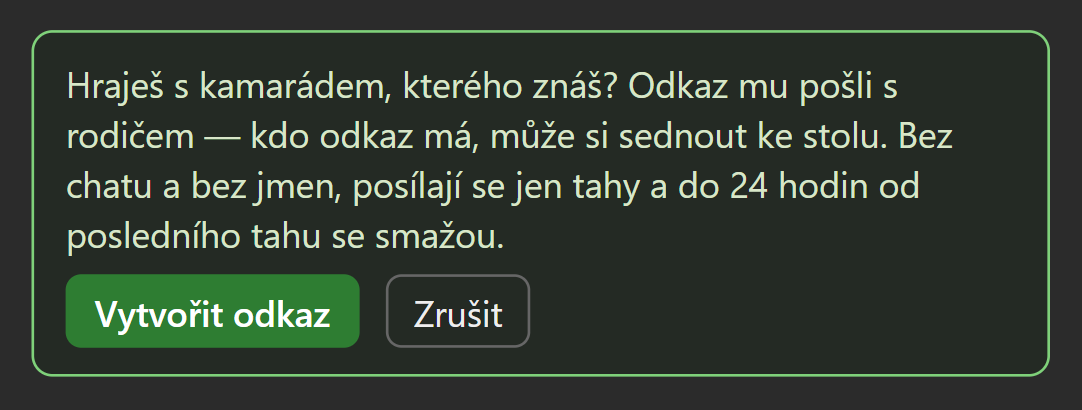 Hraješ s kamarádem, kterého znáš? Odkaz mu pošli s
rodičem — kdo odkaz má, může si sednout ke stolu. Bez
chatu a bez jmen, posílají se jen tahy a do 24 hodin od
posledního tahu se smažou.
Vytvořit odkaz
Zrušit